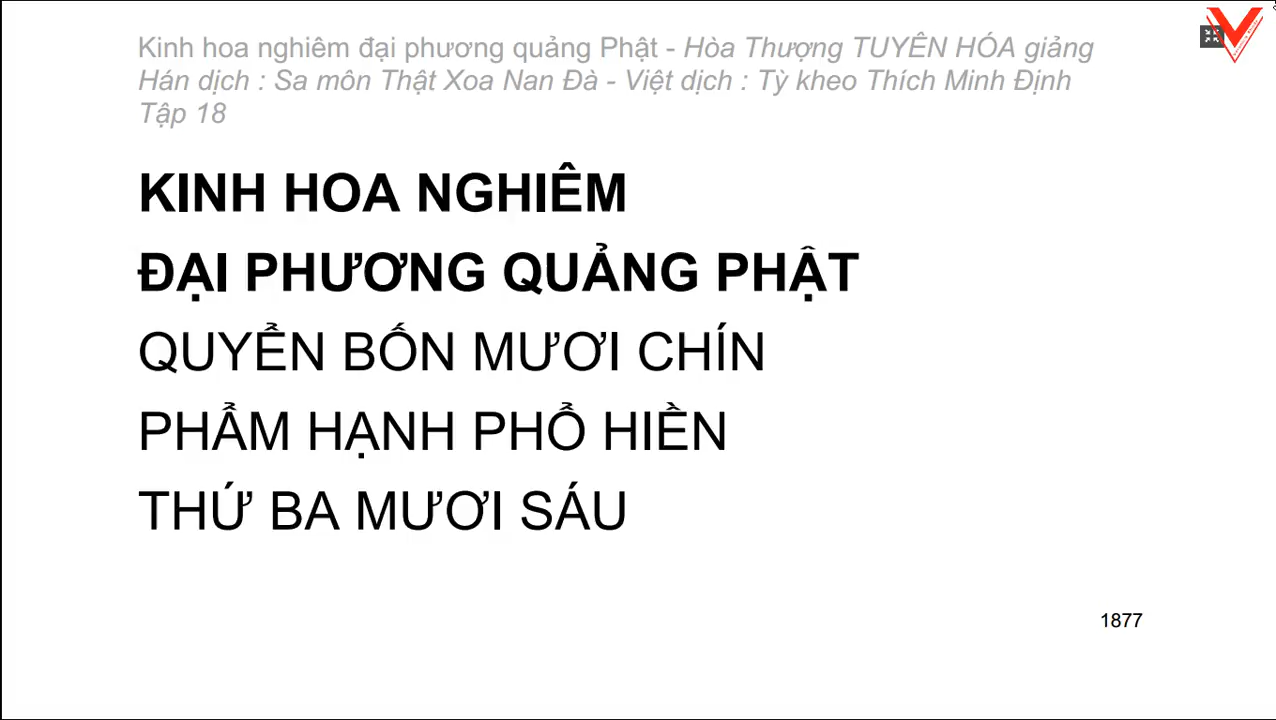 Kinh hoa nghiêm đại phương quảng Phật - Hòa Thượng TUYÊN HÓA giảng
Hán dịch : Sa môn Thật Xoa Nan Đà - Việt dịch : Tỳ kheo Thích Minh Định
Tập 18
KINH HOA NGHIÊM
ĐẠI PHƯƠNG QUẢNG PHẬT
QUYỂN BỐN MƯƠI CHÍN
PHẨM HẠNH PHỔ HIỀN
THỨ BA MƯƠI SÁU
1877